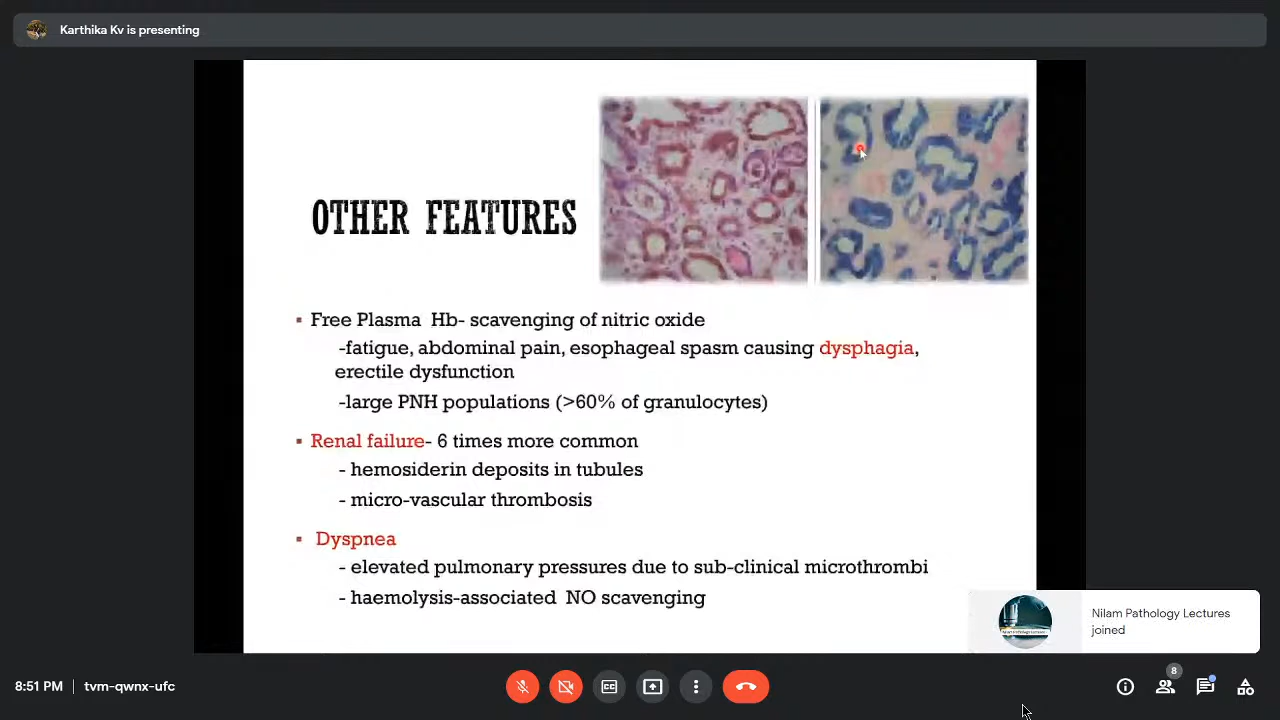 Karthika Kv is presenting
OTHER FEATURES
▪ Free Plasma Hb- scavenging of nitric oxide
-fatigue, abdominal pain, esophageal spasm causing dysphagia,
erectile dysfunction
-large PNH populations (>60% of granulocytes)
▪ Renal failure- 6 times more common
- hemosiderin deposits in tubules
- micro-vascular thrombosis
▪ Dyspnea
- elevated pulmonary pressures due to sub-clinical microthrombi
- haemolysis-associated NO scavenging
Nilam Pathology Lectures
joined
8:51 PM | tvm-qwnx-ufc
CC
8